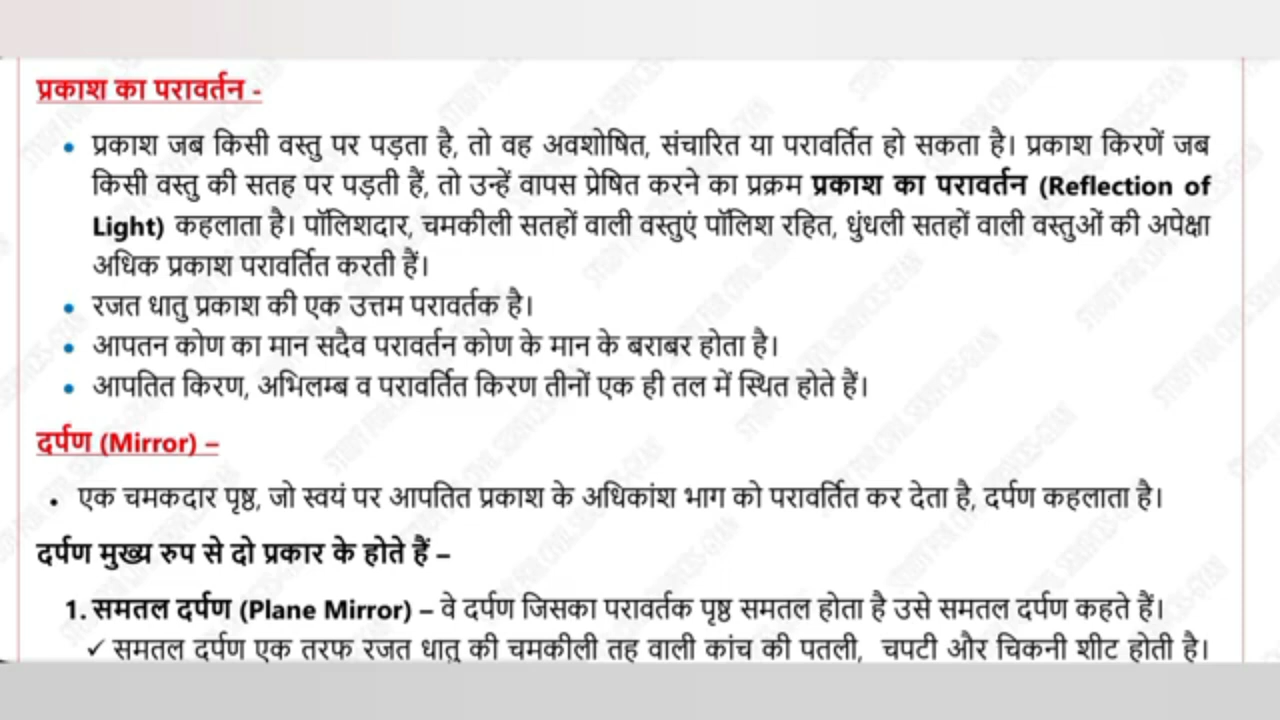 प्रकाश का परावर्तन -
• प्रकाश जब किसी वस्तु पर पड़ता है, तो वह अवशोषित, संचारित या परावर्तित हो सकता है। प्रकाश किरणें जब
किसी वस्तु की सतह पर पड़ती हैं, तो उन्हें वापस प्रेषित करने का प्रक्रम प्रकाश का परावर्तन (Reflection of
Light) कहलाता है। पॉलिशदार, चमकीली सतहों वाली वस्तुएं पॉलिश रहित, धुंधली सतहों वाली वस्तुओं की अपेक्षा
अधिक प्रकाश परावर्तित करती हैं।
• रजत धातु प्रकाश की एक उत्तम परावर्तक है।
• आपतन कोण का मान सदैव परावर्तन कोण के मान के बराबर होता है।
• आपतित किरण, अभिलम्ब व परावर्तित किरण तीनों एक ही तल में स्थित होते हैं।
दर्पण (Mirror) –
• एक चमकदार पृष्ठ, जो स्वयं पर आपतित प्रकाश के अधिकांश भाग को परावर्तित कर देता है, दर्पण कहलाता है।
दर्पण मुख्य रुप से दो प्रकार के होते हैं –
1. समतल दर्पण (Plane Mirror) – वे दर्पण जिसका परावर्तक पृष्ठ समतल होता है उसे समतल दर्पण कहते हैं।
✓ समतल दर्पण एक तरफ रजत धातु की चमकीली तह वाली कांच की पतली, चपटी और चिकनी शीट होती है।